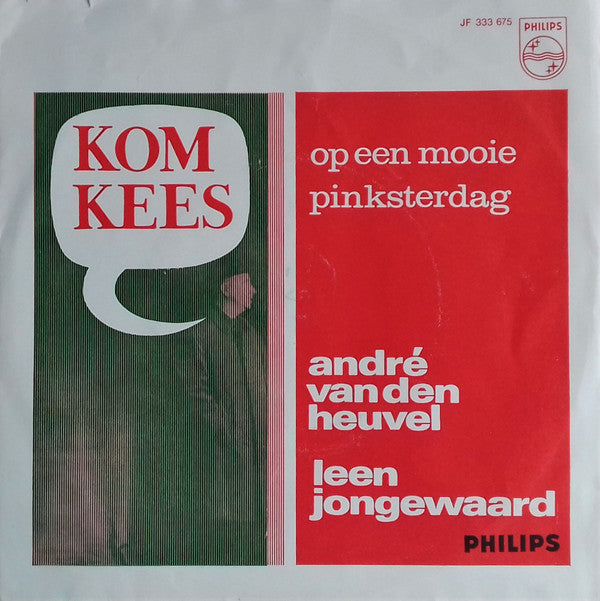 JF 333 675
PHILIPS
KOM
KEES
op een mooie
pinksterdag
andré
van den
heuvel
leen
jongewaard
PHILIPS